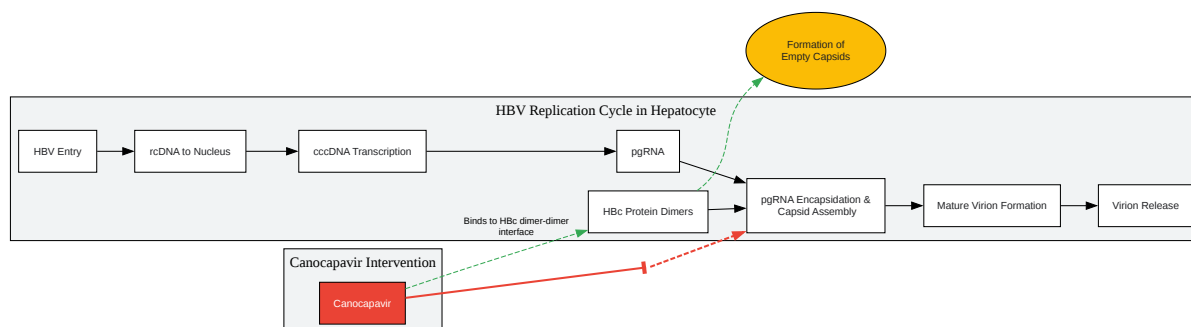 Formation of
Empty Capsids
HBV Replication Cycle in Hepatocyte
HBV Entry
rcDNA to Nucleus
cccDNA Transcription
pgRNA
HBc Protein Dimers
pgRNA Encapsidation &
Capsid Assembly
Mature Virion Formation
Virion Release
Binds to HBc dimer-dimer
interface
Canocapavir Intervention
Canocapavir